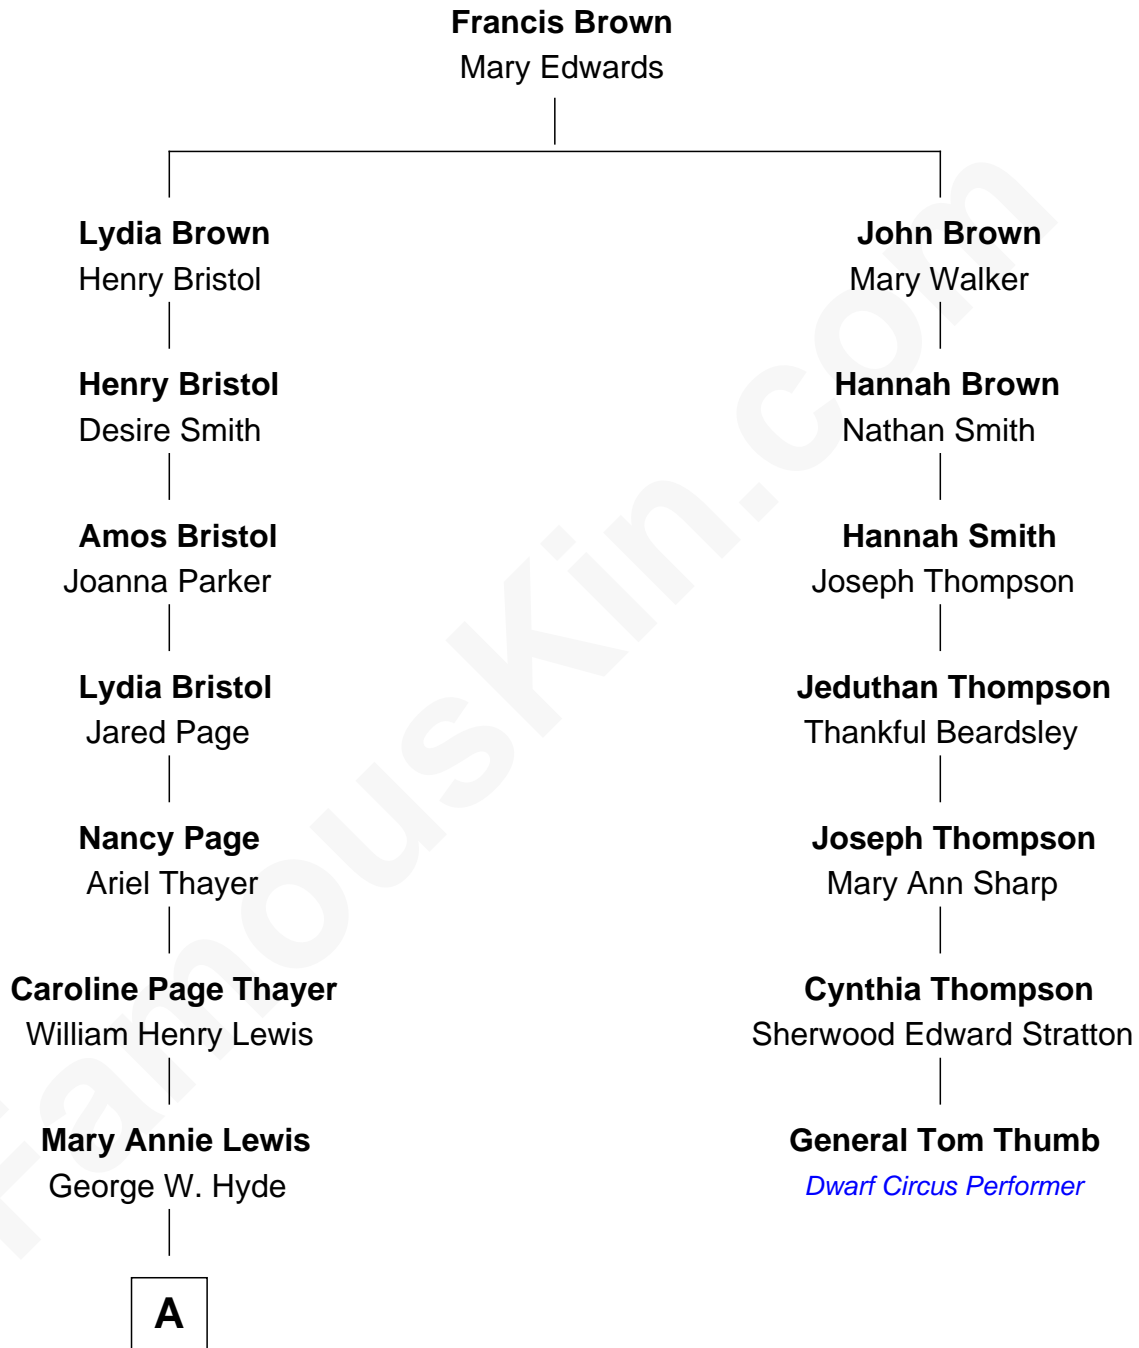 Francis Brown
Mary Edwards
Lydia Brown
Henry Bristol
John Brown
Mary Walker
Henry Bristol
Desire Smith
Hannah Brown
Nathan Smith
Amos Bristol
Joanna Parker
Hannah Smith
Joseph Thompson
Lydia Bristol
Jared Page
Jeduthan Thompson
Thankful Beardsley
Nancy Page
Ariel Thayer
Joseph Thompson
Mary Ann Sharp
Caroline Page Thayer
William Henry Lewis
Cynthia Thompson
Sherwood Edward Stratton
Mary Annie Lewis
George W. Hyde
General Tom Thumb
Dwarf Circus Performer
A
FamousKin.com